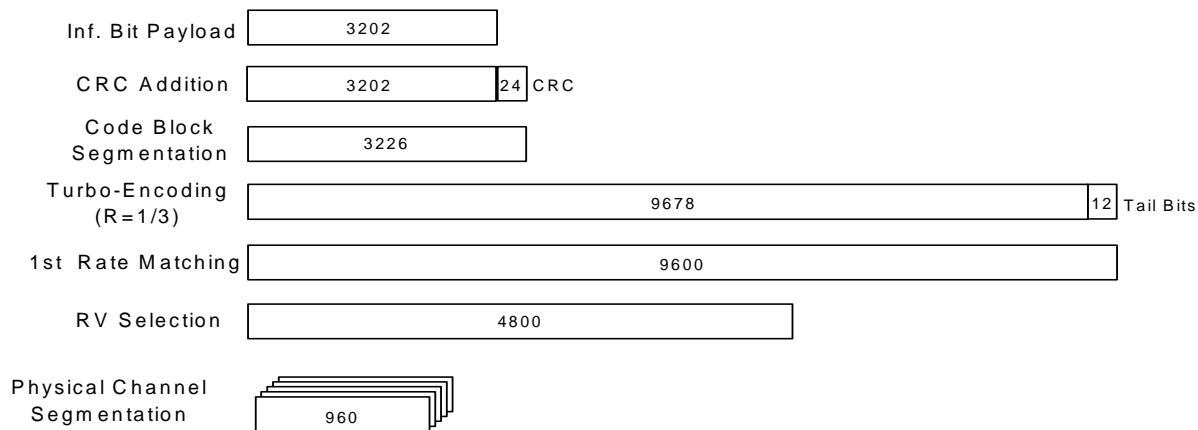 Inf. Bit Payload 3202
CRC Addition 3202 24 CRC
Code Block
Segmentation 3226
Turbo-Encoding
(R=1/3) 9678 12 Tail Bits
1st Rate Matching 9600
RV Selection 4800
Physical Channel
Segmentation 960